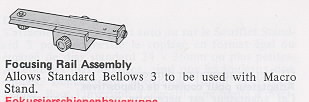 Focusing Rail Assembly
Allows Standard Bellows 3 to be used with Macro
Stand.
Fokussierschienenbaugruppe